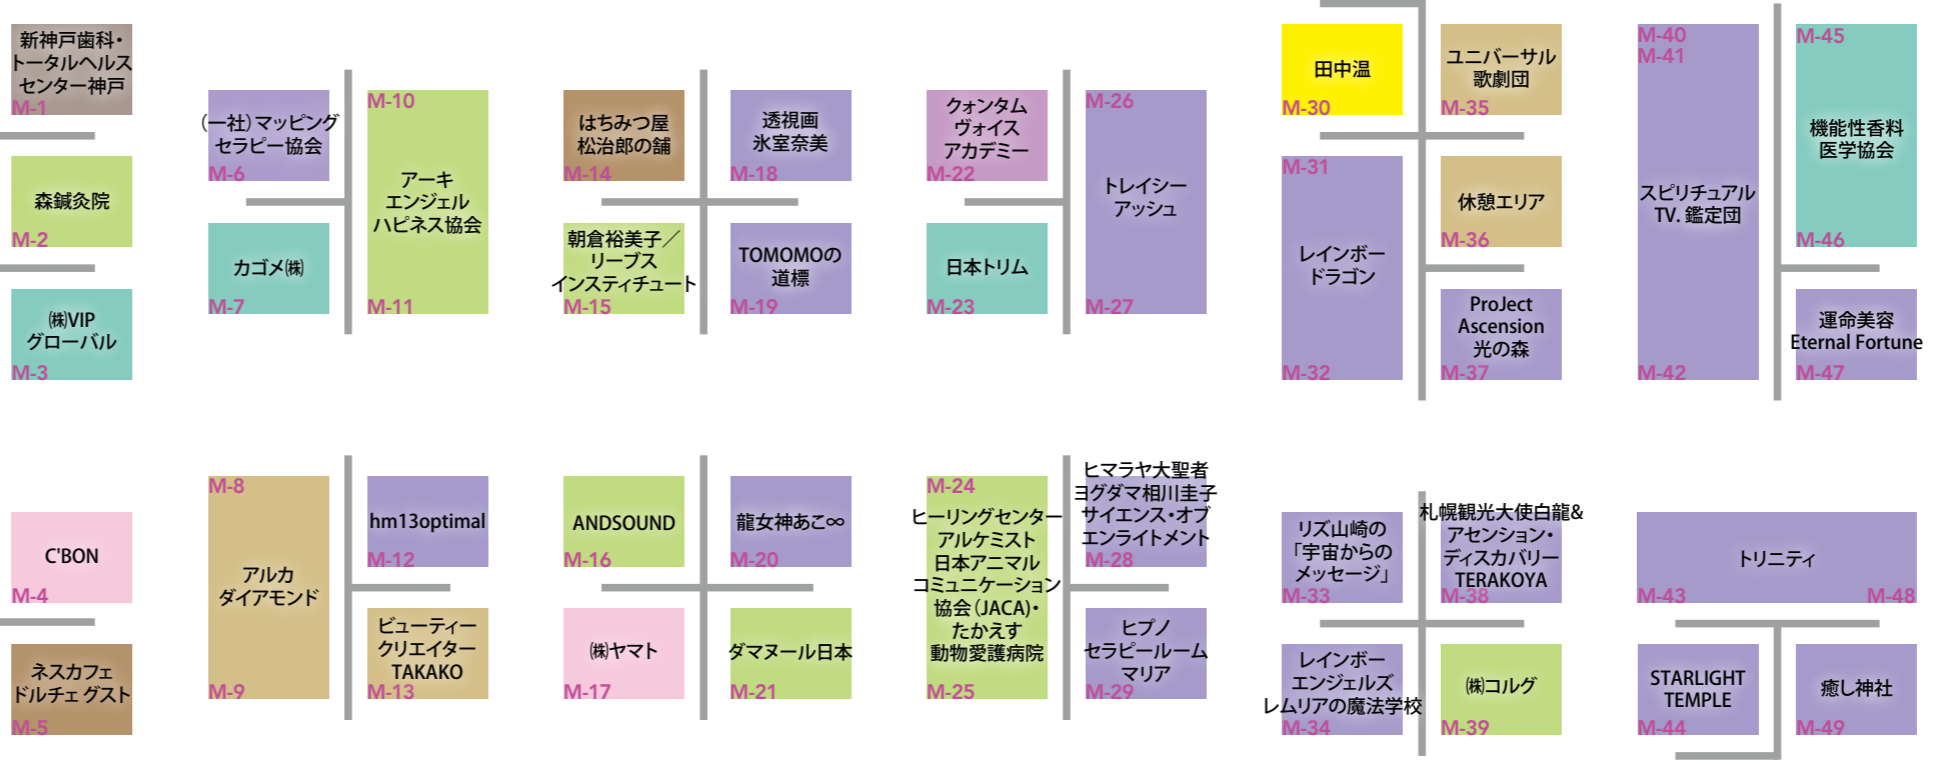 新神戸歯科・
トータルヘルス
センター神戸
M-1
森鍼灸院
M-2
㈱VIP
グローバル
M-3
C'BON
M-4
ネスカフェ
ドルチェ グスト
M-5
（一社）マッピング
セラピー協会
M-6
カゴメ㈱
M-7
M-10
アーキ
エンジェル
ハピネス協会
M-11
M-8
アルカ
ダイアモンド
M-9
hm13optimal
M-12
ビューティー
クリエイター
TAKAKO
M-13
はちみつ屋
松治郎の舗
M-14
朝倉裕美子／
リーブス
インスティチュート
M-15
透視画
氷室奈美
M-18
TOMOMOの
道標
M-19
ANDSOUND
M-16
㈱ヤマト
M-17
龍女神あこ∞
M-20
ダマヌール日本
M-21
クォンタム
ヴォイス
アカデミー
M-22
日本トリム
M-23
M-26
トレイシー
アッシュ
M-27
M-24
ヒーリングセンター
アルケミスト
日本アニマル
コミュニケーション
協会（JACA）・
たかえす
動物愛護病院
M-25
ヒマラヤ大聖者
ヨグダマ相川圭子
サイエンス・オブ
エンライトメント
M-28
ヒプノ
セラピールーム
マリア
M-29
田中温
M-30
M-31
レインボー
ドラゴン
M-32
ユニバーサル
歌劇団
M-35
休憩エリア
M-36
ProJect
Ascension
光の森
M-37
リズ山崎の
「宇宙からの
メッセージ」
M-33
レインボー
エンジェルズ
レムリアの魔法学校
M-34
札幌観光大使白龍&
アセンション・
ディスカバリー
TERAKOYA
M-38
㈱コルグ
M-39
M-40
M-41
スピリチュアル
TV. 鑑定団
M-42
M-45
機能性香料
医学協会
M-46
運命美容
Eternal Fortune
M-47
トリニティ
M-43
M-48
STARLIGHT
TEMPLE
M-44
癒し神社
M-49